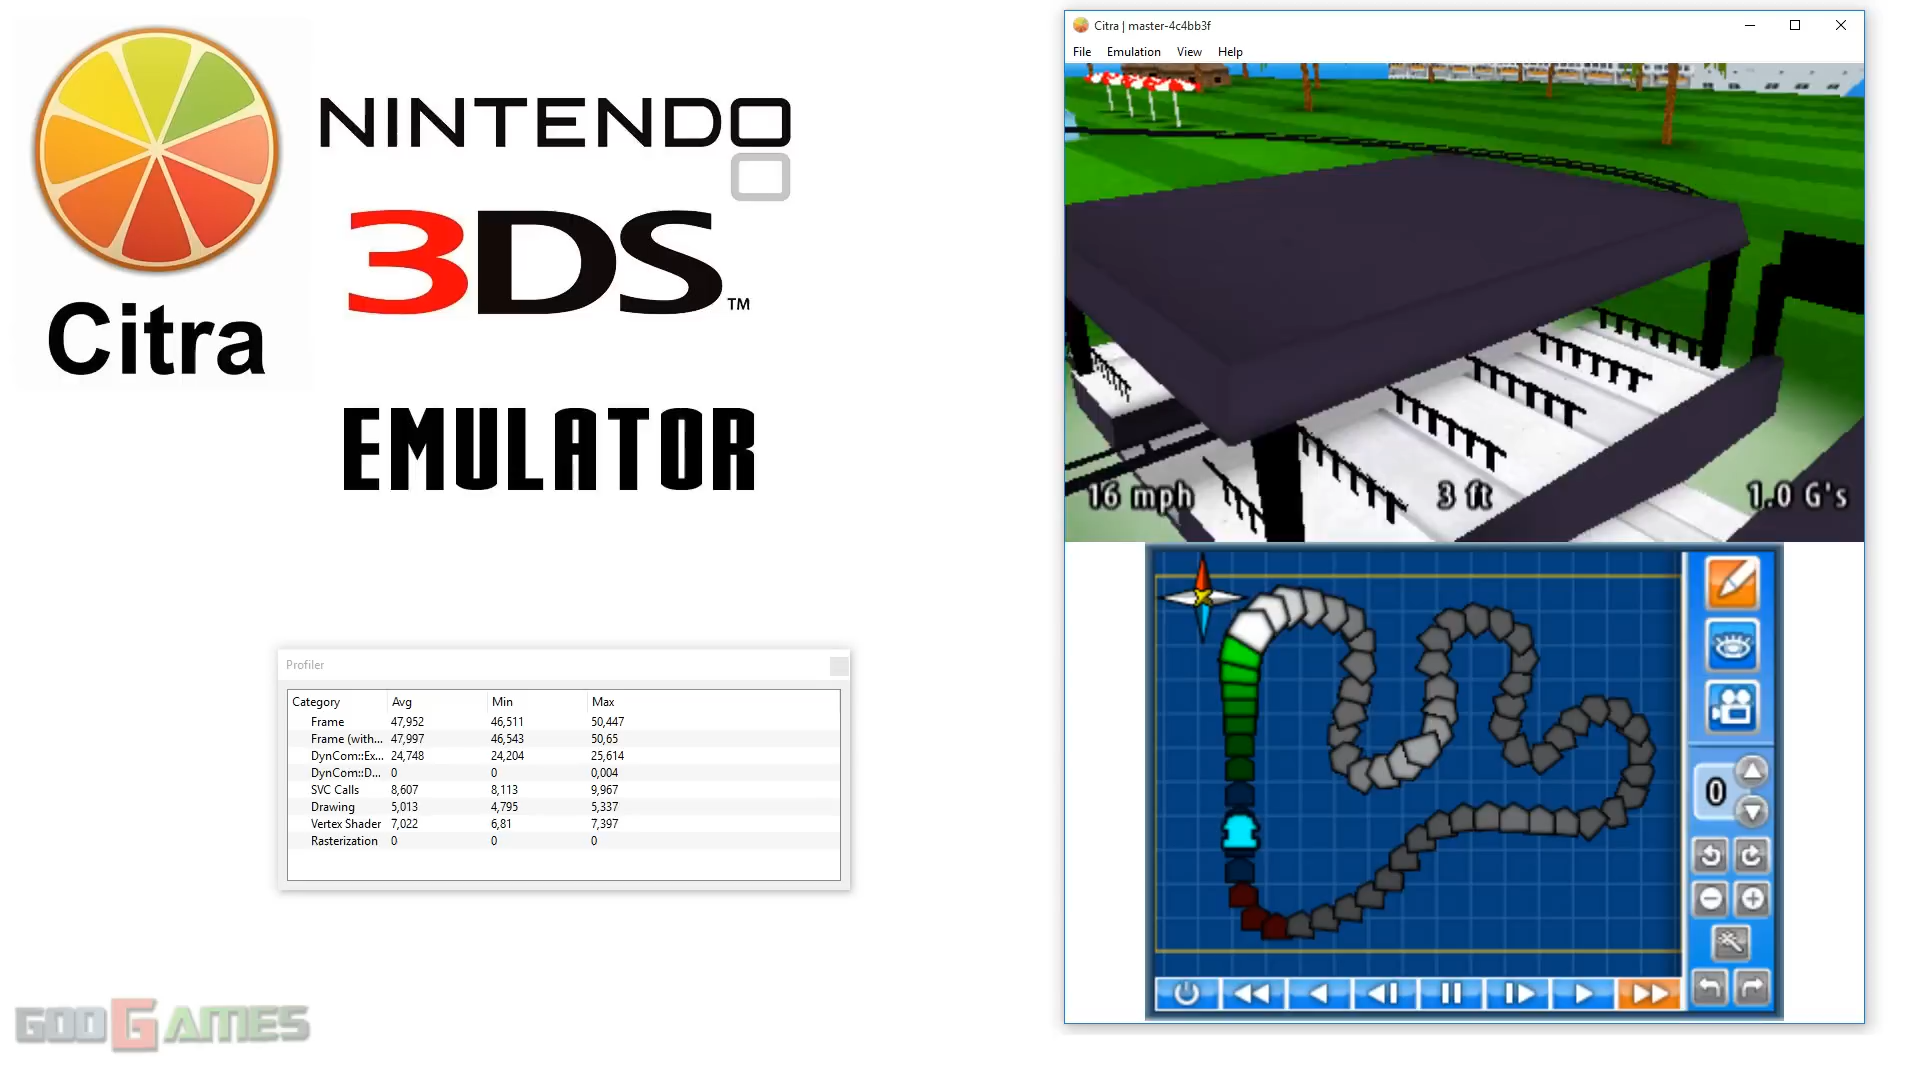 Citra
NINTENDO
3DS™
EMULATOR
Profiler
Category Avg Min Max
Frame 47,952 46,511 50,447
Frame (with... 47,997 46,543 50,65
DynCom::Ex... 24,748 24,204 25,614
DynCom::D... 0 0 0,004
SVC Calls 8,607 8,113 9,967
Drawing 5,013 4,795 5,337
Vertex Shader 7,022 6,81 7,397
Rasterization 0 0 0
GODGAMES
Citra | master-4c4bb3f
File Emulation View Help
16 mph 3 ft 1.0 G's
0